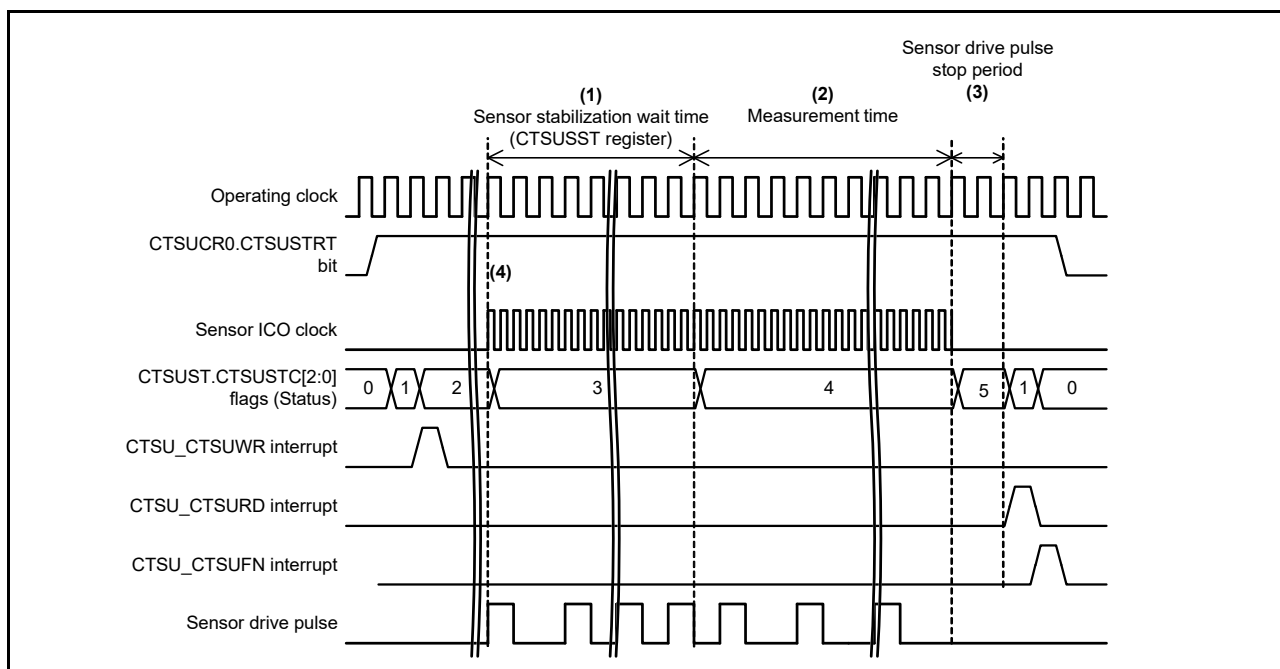 Sensor drive pulse
stop period
(1)
(2)
(3)
Sensor stabilization wait time
(CTSUSST register)
Measurement time
Operating clock
CTSUCR0.CTSUSTRT
bit
(4)
Sensor ICO clock
CTSUST.CTSUSTC[2:0]
flags (Status)
0 1 2 3 4 5 1 0
CTSU_CTSUWR interrupt
CTSU_CTSURD interrupt
CTSU_CTSUFN interrupt
Sensor drive pulse